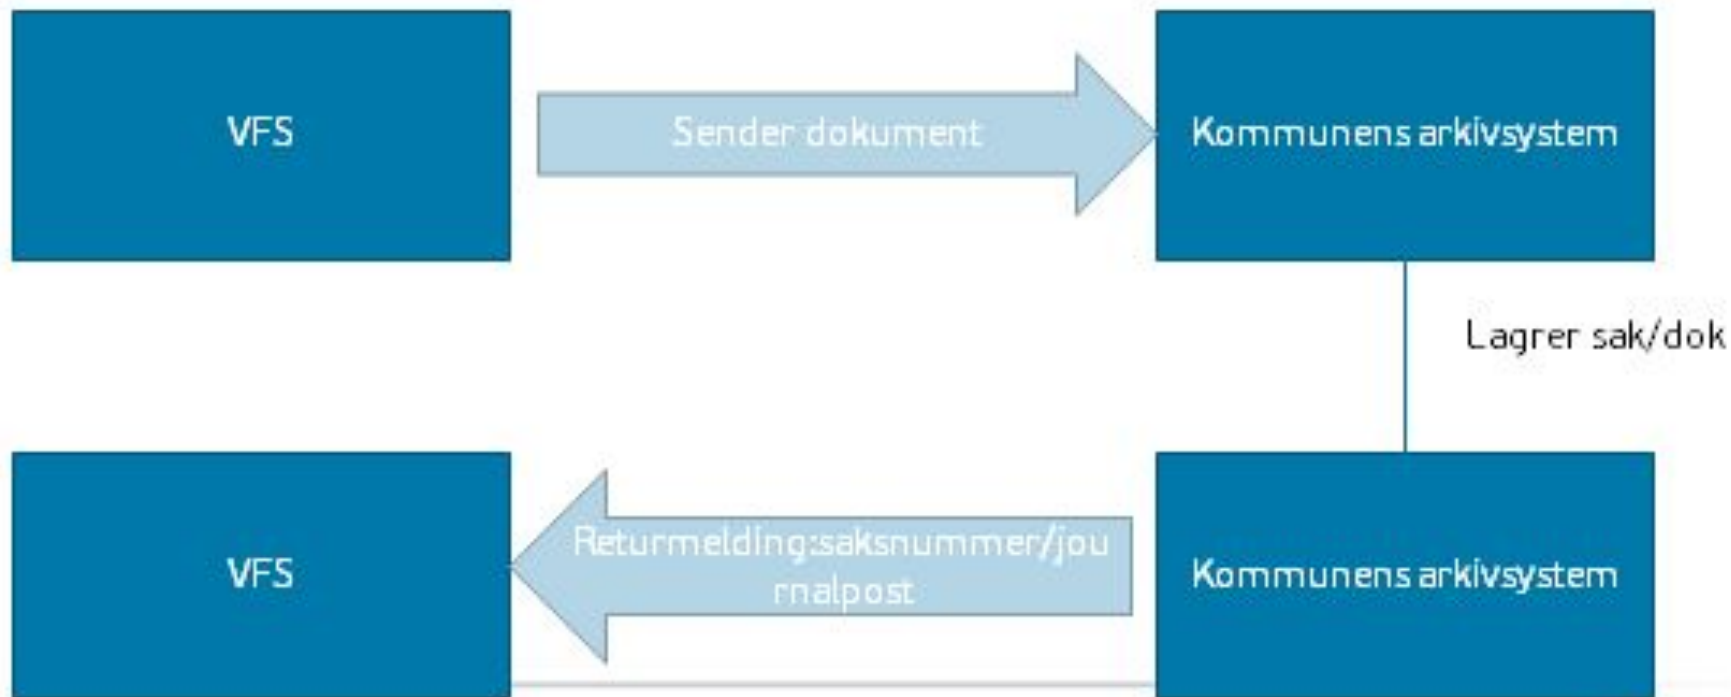 VFS
Sender dokument
Kommunens arkivsystem
Lagrer sak/dok
VFS
Returmelding:saksnummer/jou
rnalpost
Kommunens arkivsystem